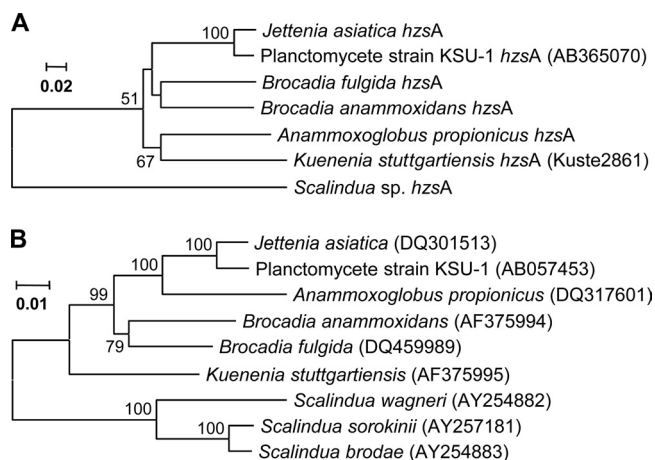 A
100
Jettenia asiatica hzsA
Planctomycete strain KSU-1 hzsA (AB365070)
0.02
Brocadia fulgida hzsA
51
Brocadia anammoxidans hzsA
Anammoxoglobus propionicus hzsA
67
Kuenenia stuttgartiensis hzsA (Kuste2861)
Scalindua sp. hzsA
B
100
Jettenia asiatica (DQ301513)
100
Planctomycete strain KSU-1 (AB057453)
0.01
99
Anammoxoglobus propionicus (DQ317601)
Brocadia anammoxidans (AF375994)
79
Brocadia fulgida (DQ459989)
Kuenenia stuttgartiensis (AF375995)
Scalindua wagneri (AY254882)
100
100
Scalindua sorokinii (AY257181)
Scalindua brodae (AY254883)